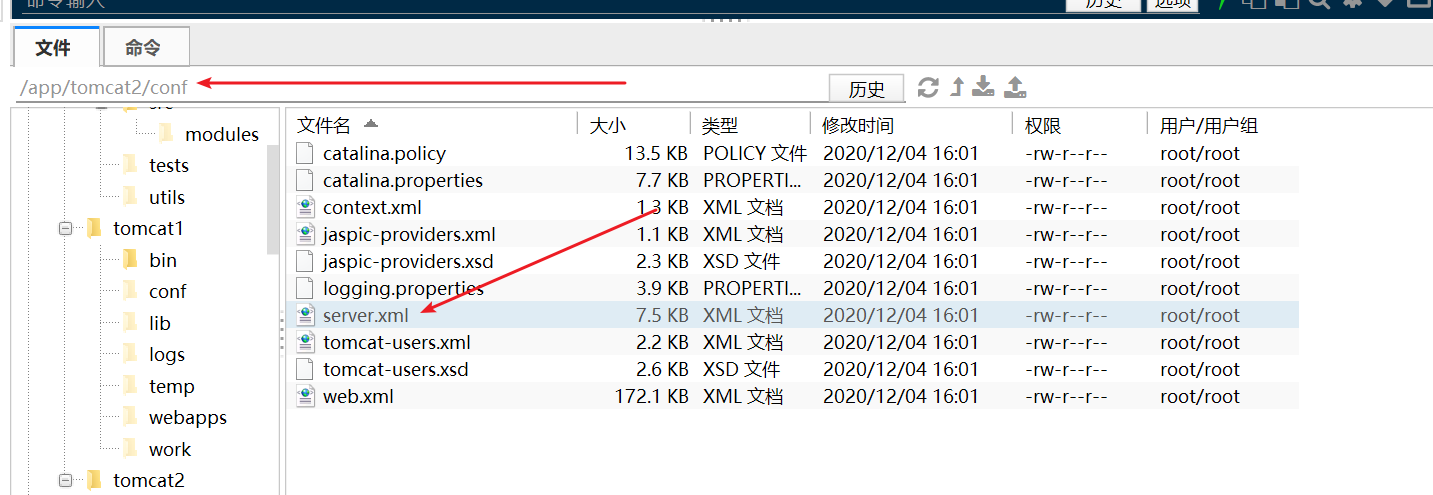 命令输入 历史 选项
文件 命令
/app/tomcat2/conf 历史
src
modules
tests
utils
tomcat1
bin
conf
lib
logs
temp
webapps
work
tomcat2
文件名 大小 类型 修改时间 权限 用户/用户组
catalina.policy 13.5 KB POLICY 文件 2020/12/04 16:01 -rw-r--r-- root/root
catalina.properties 7.7 KB PROPERTI... 2020/12/04 16:01 -rw-r--r-- root/root
context.xml 1.3 KB XML 文档 2020/12/04 16:01 -rw-r--r-- root/root
jaspic-providers.xml 1.1 KB XML 文档 2020/12/04 16:01 -rw-r--r-- root/root
jaspic-providers.xsd 2.3 KB XSD 文件 2020/12/04 16:01 -rw-r--r-- root/root
logging.properties 3.9 KB PROPERTI... 2020/12/04 16:01 -rw-r--r-- root/root
server.xml 7.5 KB XML 文档 2020/12/04 16:01 -rw-r--r-- root/root
tomcat-users.xml 2.2 KB XML 文档 2020/12/04 16:01 -rw-r--r-- root/root
tomcat-users.xsd 2.6 KB XSD 文件 2020/12/04 16:01 -rw-r--r-- root/root
web.xml 172.1 KB XML 文档 2020/12/04 16:01 -rw-r--r-- root/root